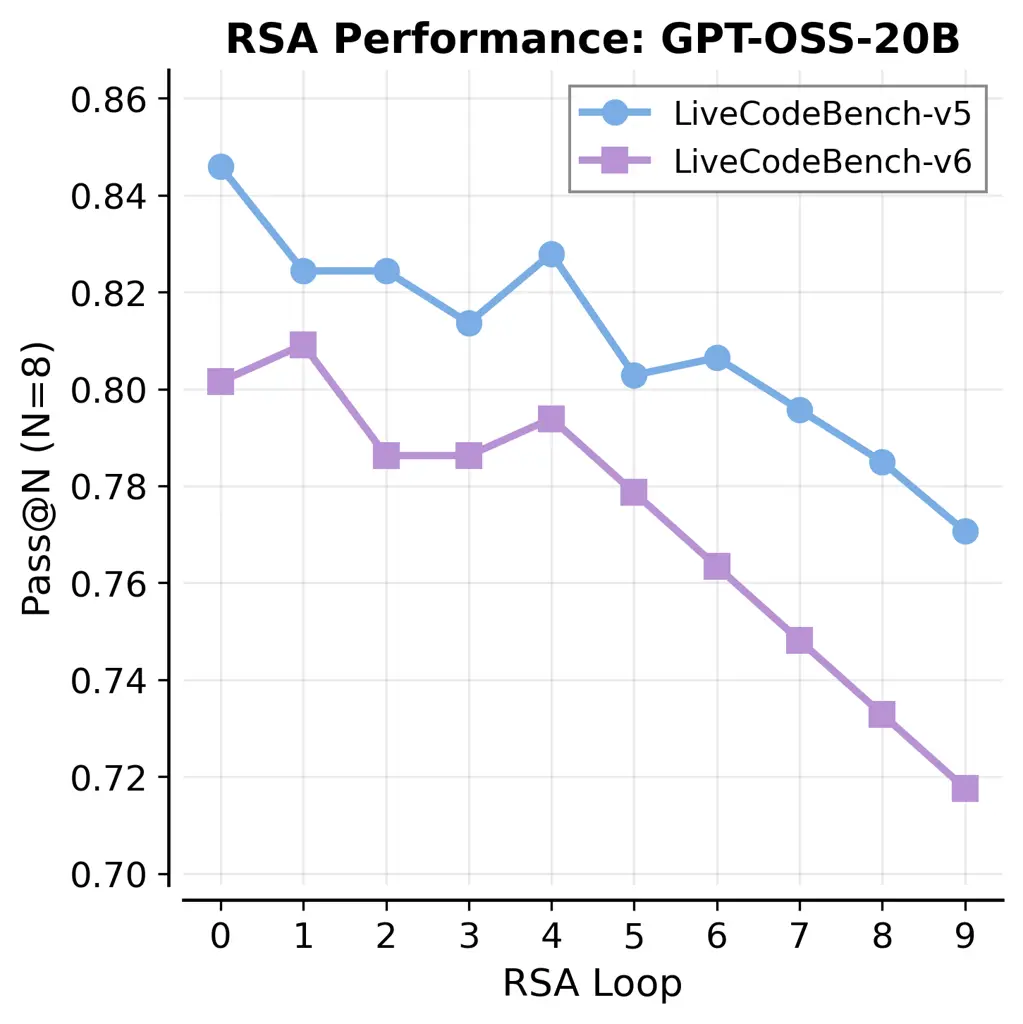 RSA Performance: GPT-OSS-20B
LiveCodeBench-v5
LiveCodeBench-v6
Pass@N (N=8)
0.86
0.84
0.82
0.80
0.78
0.76
0.74
0.72
0.70
0 1 2 3 4 5 6 7 8 9
RSA Loop